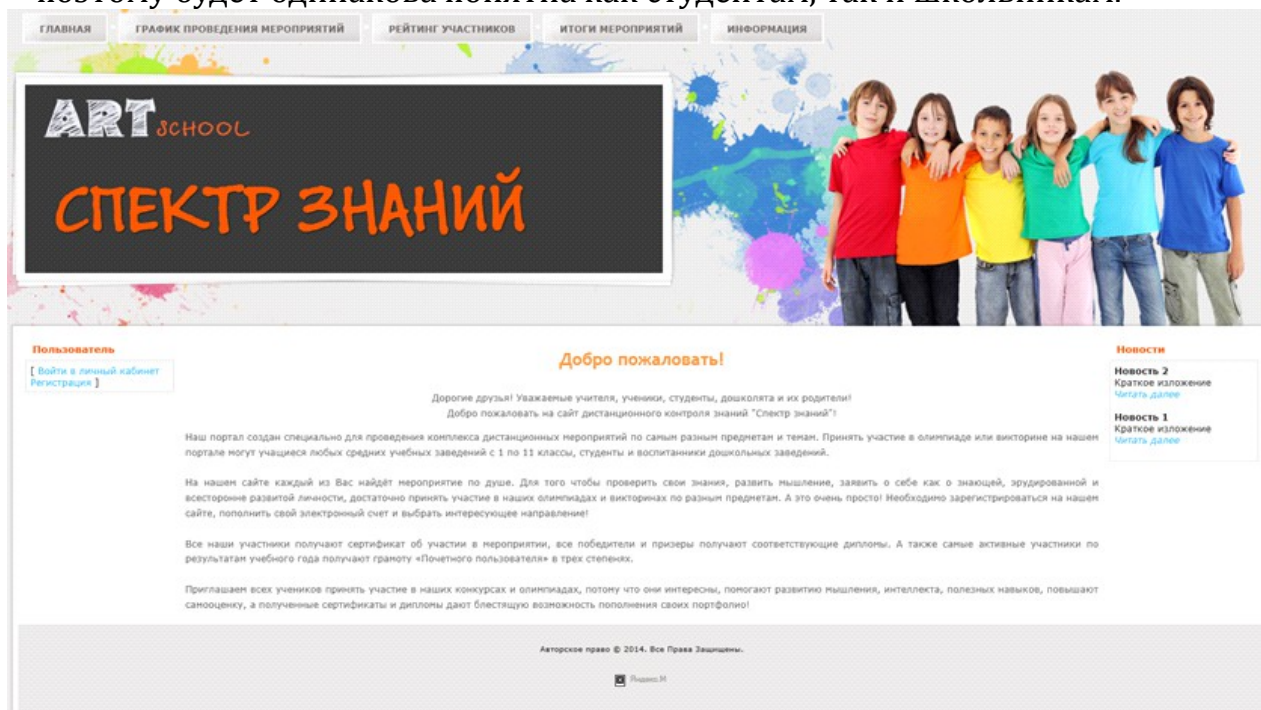 поэтому будет одинакова понятна как студентам, так и школьникам.
ГЛАВНАЯ
ГРАФИК ПРОВЕДЕНИЯ МЕРОПРИЯТИЙ
РЕЙТИНГ УЧАСТНИКОВ
ИТОГИ МЕРОПРИЯТИЙ
ИНФОРМАЦИЯ
ART SCHOOL
СПЕКТР ЗНАНИЙ
Пользователь
[ Войти в личный кабинет
Регистрация ]
Добро пожаловать!
Дорогие друзья! Уважаемые учителя, ученики, студенты, дошколята и их родители!
Добро пожаловать на сайт дистанционного контроля знаний "Спектр знаний"!
Наш портал создан специально для проведения комплекса дистанционных мероприятий по самым разным предметам и темам. Принять участие в олимпиаде или викторине на нашем
портале могут учащиеся любых средних учебных заведений с 1 по 11 классы, студенты и воспитанники дошкольных заведений.
На нашем сайте каждый из Вас найдёт мероприятие по душе. Для того чтобы проверить свои знания, развить мышление, заявить о себе как о знающей, эрудированной и
всесторонне развитой личности, достаточно принять участие в наших олимпиадах и викторинах по разным предметам. А это очень просто! Необходимо зарегистрироваться на нашем
сайте, пополнить свой электронный счет и выбрать интересующее направление!
Все наши участники получают сертификат об участии в мероприятии, все победители и призеры получают соответствующие дипломы. А также самые активные участники по
результатам учебного года получают грамоту «Почетного пользователя» в трех степенях.
Приглашаем всех учеников принять участие в наших конкурсах и олимпиадах, потому что они интересны, помогают развитию мышления, интеллекта, полезных навыков, повышают
самооценку, а полученные сертификаты и дипломы дают блестящую возможность пополнения своих портфолио!
Новости
Новость 2
Краткое изложение
Читать далее
Новость 1
Краткое изложение
Читать далее
Авторское право © 2014. Все Права Защищены.
Яндекс.М